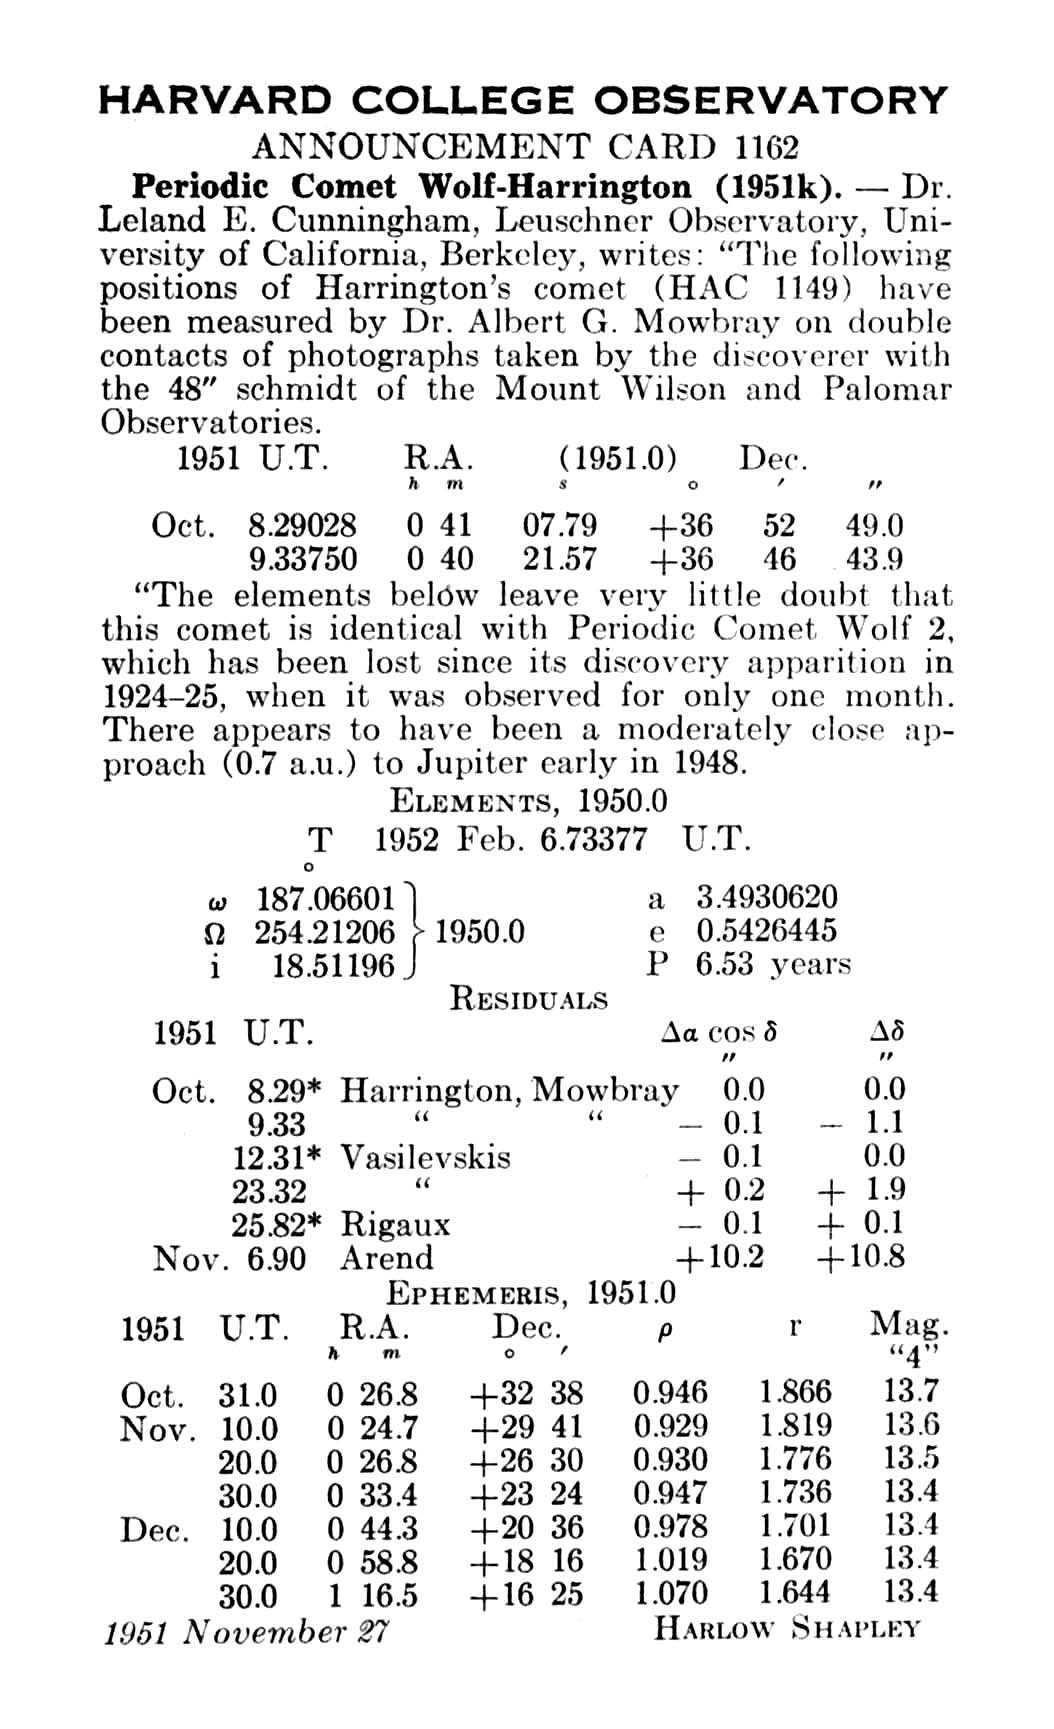 HARVARD COLLEGE OBSERVATORY
ANNOUNCEMENT CARD 1162
Periodic Comet Wolf-Harrington (1951k). — Dr.
Leland E. Cunningham, Leuschner Observatory, Uni-
versity of California, Berkeley, writes: “The following
positions of Harrington's comet (HAC 1149) have
been measured by Dr. Albert G. Mowbray on double
contacts of photographs taken by the discoverer with
the 48″ schmidt of the Mount Wilson and Palomar
Observatories.
1951 U.T. R.A. (1951.0) Dec.
h m s o ′ ″
Oct. 8.29028 0 41 07.79 +36 52 49.0
9.33750 0 40 21.57 +36 46 43.9
“The elements below leave very little doubt that
this comet is identical with Periodic Comet Wolf 2,
which has been lost since its discovery apparition in
1924–25, when it was observed for only one month.
There appears to have been a moderately close ap-
proach (0.7 a.u.) to Jupiter early in 1948.
ELEMENTS, 1950.0
T 1952 Feb. 6.73377 U.T.
o
ω 187.06601 a 3.4930620
Ω 254.21206 } 1950.0 e 0.5426445
i 18.51196 P 6.53 years
RESIDUALS
1951 U.T. Δα cos δ Δδ
″ ″
Oct. 8.29* Harrington, Mowbray 0.0 0.0
9.33 “ “ — 0.1 — 1.1
12.31* Vasilevskis — 0.1 0.0
23.32 “ + 0.2 + 1.9
25.82* Rigaux — 0.1 + 0.1
Nov. 6.90 Arend +10.2 +10.8
EPHEMERIS, 1951.0
1951 U.T. R.A. Dec. ρ r Mag.
h m o ′ “4”
Oct. 31.0 0 26.8 +32 38 0.946 1.866 13.7
Nov. 10.0 0 24.7 +29 41 0.929 1.819 13.6
20.0 0 26.8 +26 30 0.930 1.776 13.5
30.0 0 33.4 +23 24 0.947 1.736 13.4
Dec. 10.0 0 44.3 +20 36 0.978 1.701 13.4
20.0 0 58.8 +18 16 1.019 1.670 13.4
30.0 1 16.5 +16 25 1.070 1.644 13.4
1951 November 27 HARLOW SHAPLEY